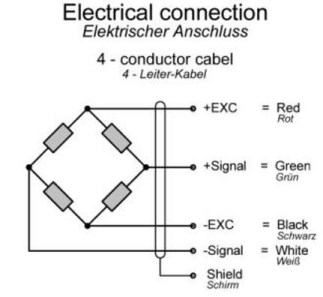 Electrical connection
Elektrischer Anschluss
4 - conductor cabel
4 - Leiter-Kabel
+EXC = Red
Rot
+Signal = Green
Grün
-EXC = Black
Schwarz
-Signal = White
Weiß
Shield
Schirm